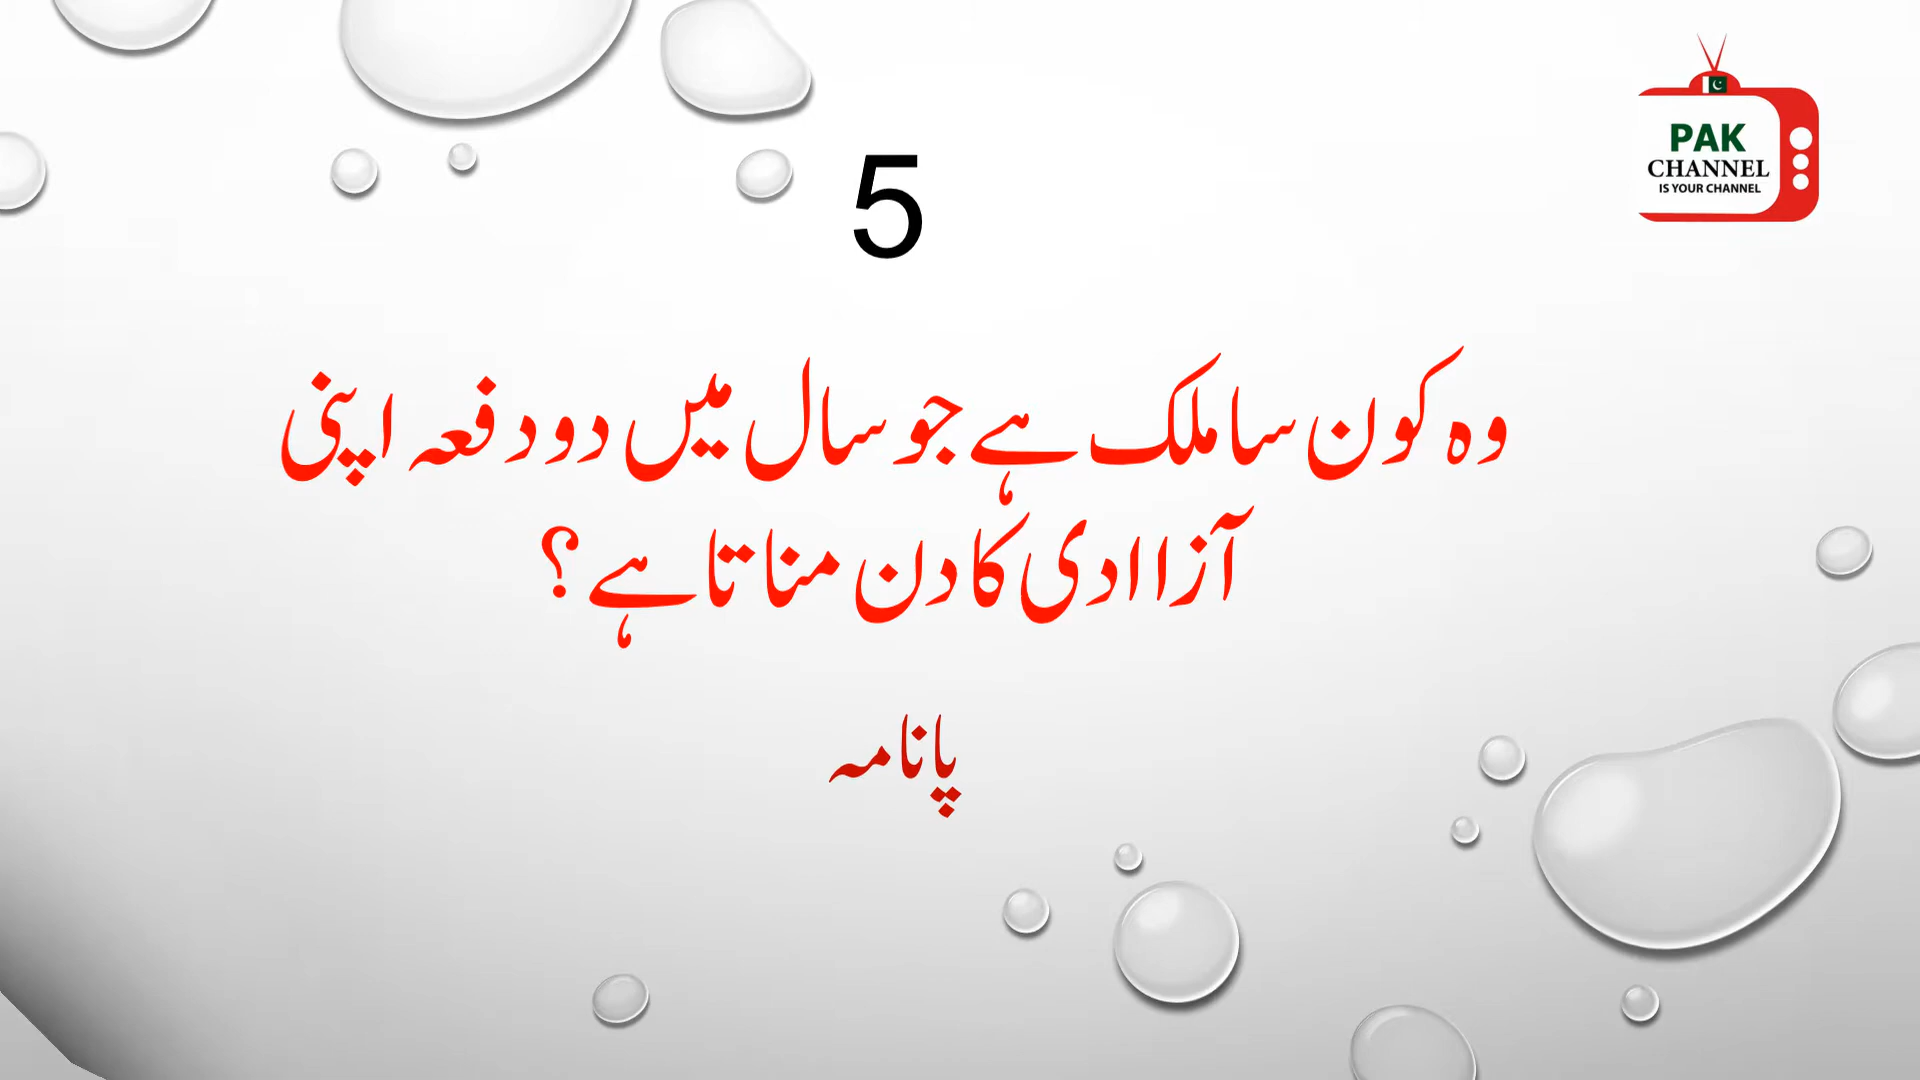 PAK
CHANNEL
IS YOUR CHANNEL
5
وہ کون سا ملک ہے جو سال میں دو دفعہ اپنی
آزاادی کا دن مناتا ہے ؟
پانامہ